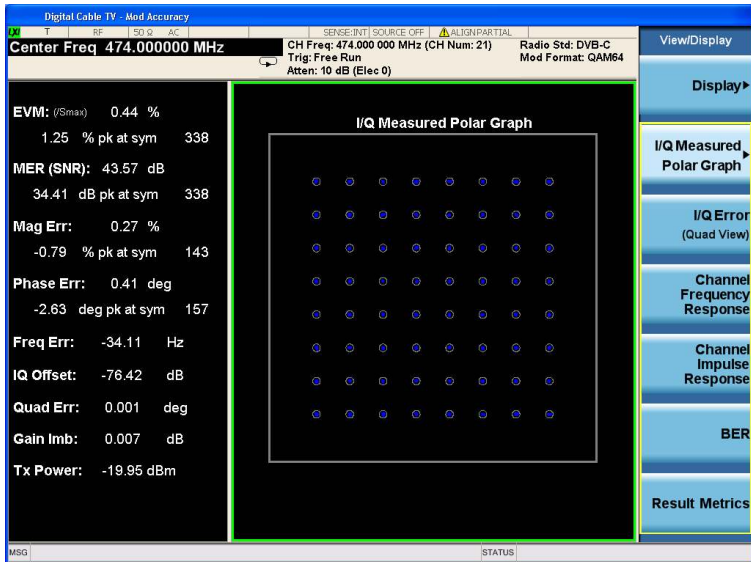 Digital Cable TV - Mod Accuracy
LXI T RF 50 Ω AC SENSE:INT SOURCE OFF ALIGN PARTIAL
Center Freq 474.000000 MHz
CH Freq: 474.000 000 MHz (CH Num: 21) Radio Std: DVB-C
Trig: Free Run Mod Format: QAM64
Atten: 10 dB (Elec 0)
EVM: (/Smax) 0.44 %
1.25 % pk at sym 338
MER (SNR): 43.57 dB
34.41 dB pk at sym 338
Mag Err: 0.27 %
-0.79 % pk at sym 143
Phase Err: 0.41 deg
-2.63 deg pk at sym 157
Freq Err: -34.11 Hz
IQ Offset: -76.42 dB
Quad Err: 0.001 deg
Gain Imb: 0.007 dB
Tx Power: -19.95 dBm
I/Q Measured Polar Graph
View/Display
Display
I/Q Measured
Polar Graph
I/Q Error
(Quad View)
Channel
Frequency
Response
Channel
Impulse
Response
BER
Result Metrics
MSG STATUS